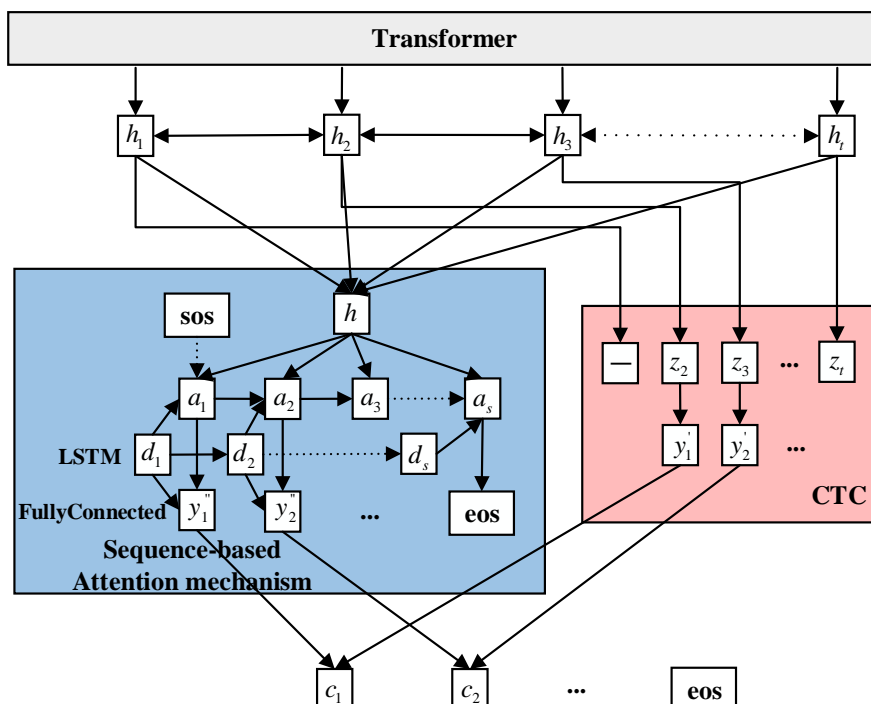 Transformer
h1 h2 h3 ht
sos h
— z2 z3 ... zt
a1 a2 a3 as
LSTM d1 d2 ds
y'1 y'2 ...
FullyConnected y"1 y"2 ... eos
CTC
Sequence-based
Attention mechanism
c1 c2 ... eos